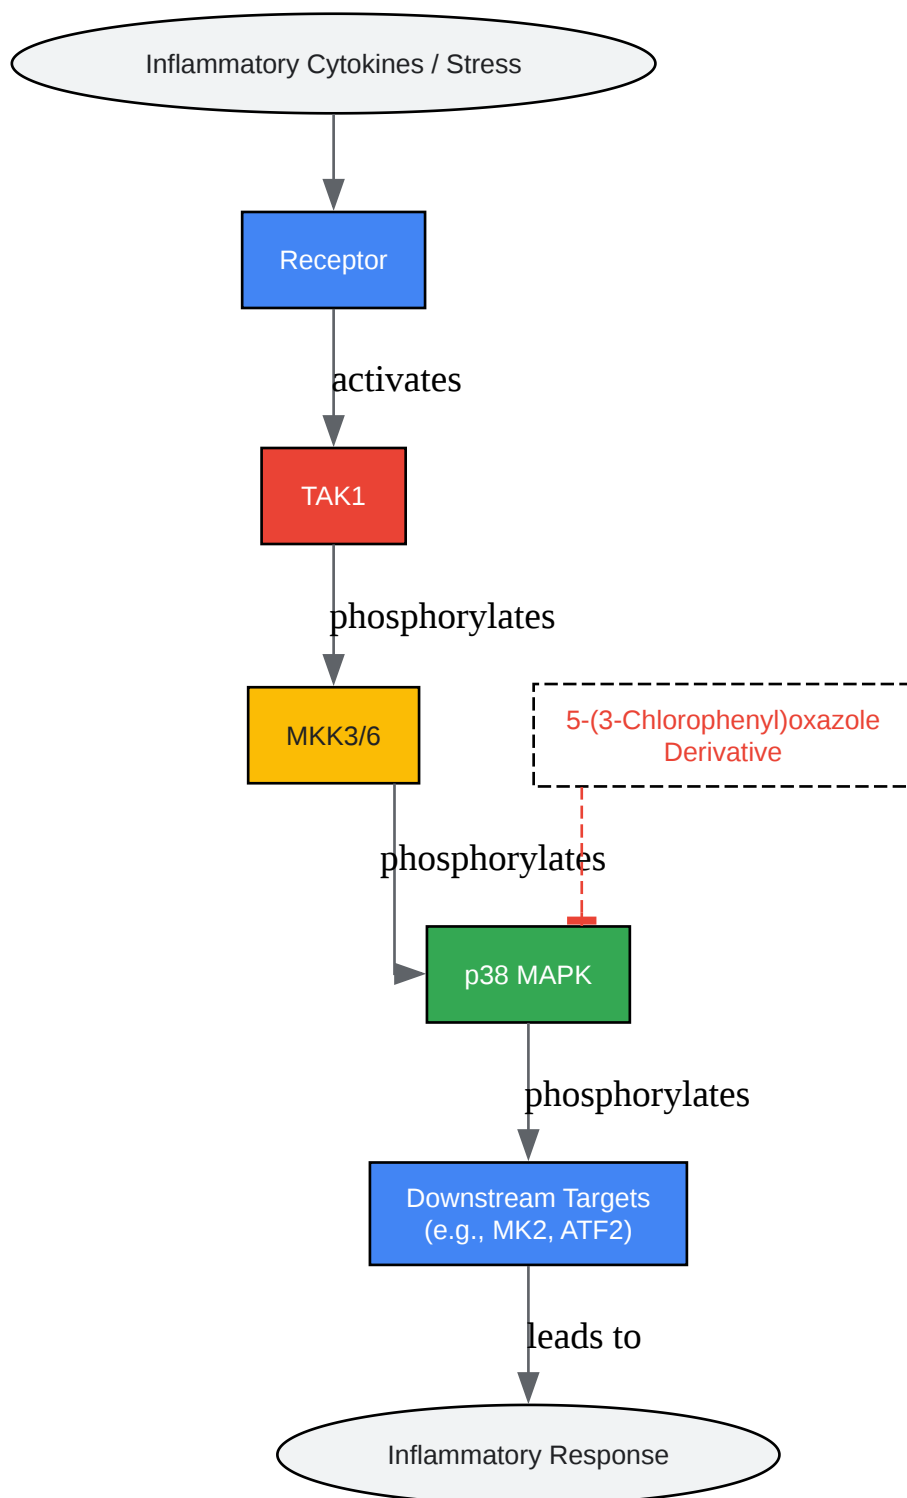 Inflammatory Cytokines / Stress
Receptor
activates
TAK1
phosphorylates
MKK3/6
5-(3-Chlorophenyl)oxazole
Derivative
phosphorylates
p38 MAPK
phosphorylates
Downstream Targets
(e.g., MK2, ATF2)
leads to
Inflammatory Response